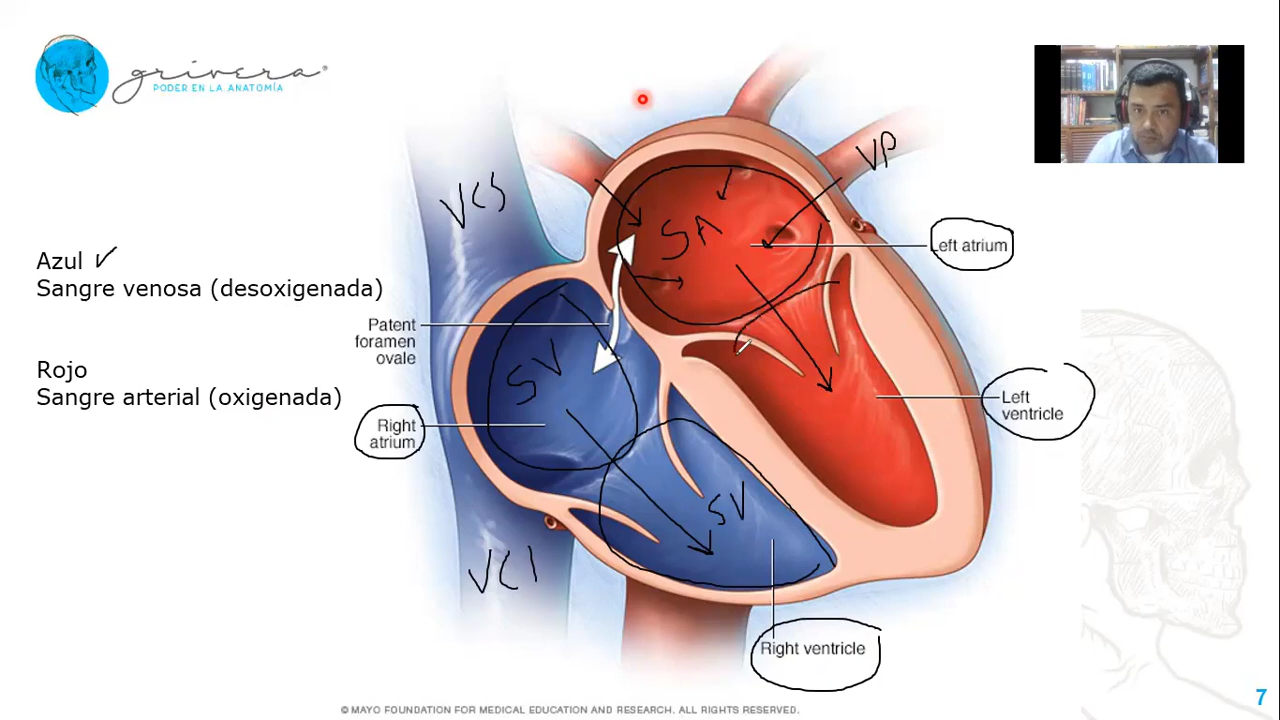 grivera®
PODER EN LA ANATOMÍA
VCS
VP
SA
Left atrium
Azul ✓
Sangre venosa (desoxigenada)
Patent
foramen
ovale
SV
Rojo
Sangre arterial (oxigenada)
Right
atrium
Left
ventricle
SV
VCI
Right ventricle
© MAYO FOUNDATION FOR MEDICAL EDUCATION AND RESEARCH. ALL RIGHTS RESERVED.
7